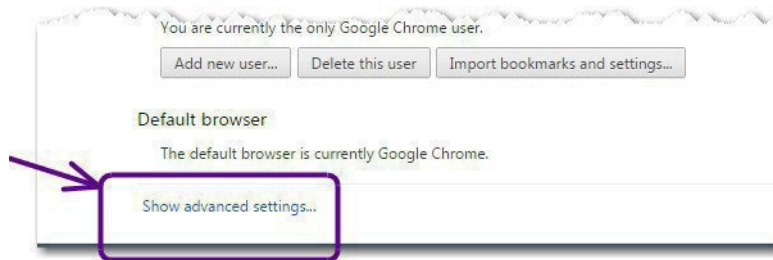 You are currently the only Google Chrome user.
Add new user... Delete this user Import bookmarks and settings...
Default browser
The default browser is currently Google Chrome.
Show advanced settings...